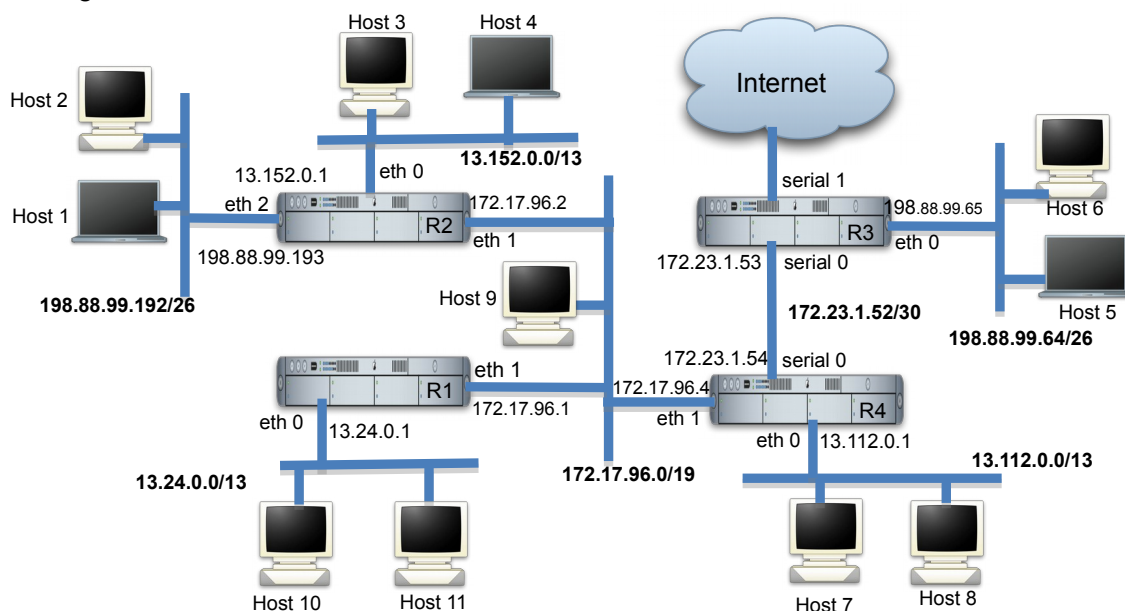 Host 3
Host 4
Host 2
Internet
13.152.0.0/13
13.152.0.1
eth 0
serial 1
Host 1
eth 2
172.17.96.2
R2
eth 1
198.88.99.193
198.88.99.65
Host 6
R3
eth 0
172.23.1.53
serial 0
Host 9
198.88.99.192/26
172.23.1.52/30
Host 5
198.88.99.64/26
172.23.1.54
serial 0
eth 1
R1
172.17.96.1
172.17.96.4
R4
eth 1
eth 0
13.24.0.1
eth 0
13.112.0.1
13.24.0.0/13
172.17.96.0/19
13.112.0.0/13
Host 10
Host 11
Host 7
Host 8